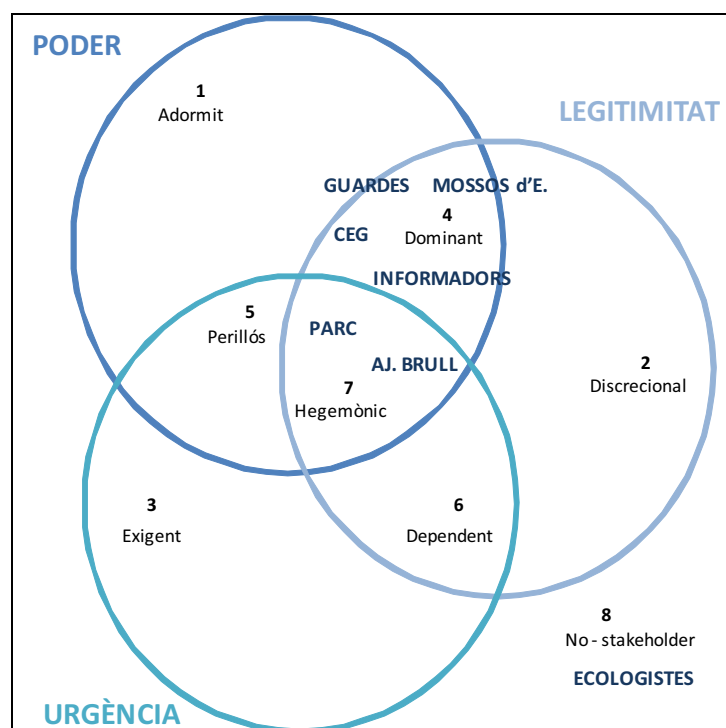 PODER
1
Adormit
LEGITIMITAT
GUARDES MOSSOS d'E.
4
CEG
Dominant
INFORMADORS
5
Perillós
PARC
AJ. BRULL
7
Hegemònic
2
Discrecional
3
Exigent
6
Dependent
8
No - stakeholder
ECOLOGISTES
URGÈNCIA